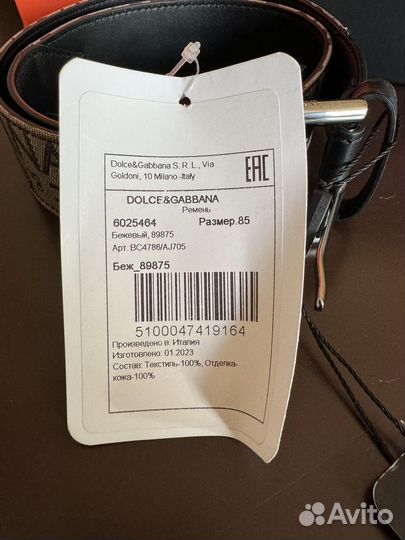 Dolce&Gabbana S. R. L., Via
Goldoni, 10 Milano -Italy
EAC
DOLCE&GABBANA
Ремень
6025464 Размер.85
Бежевый, 89875
Арт. BC4786/AJ705
Беж_89875
5100047419164
Произведено в: Италия
Изготовлено: 01.2023
Состав: Текстиль-100%, Отделка-
кожа-100%
Avito